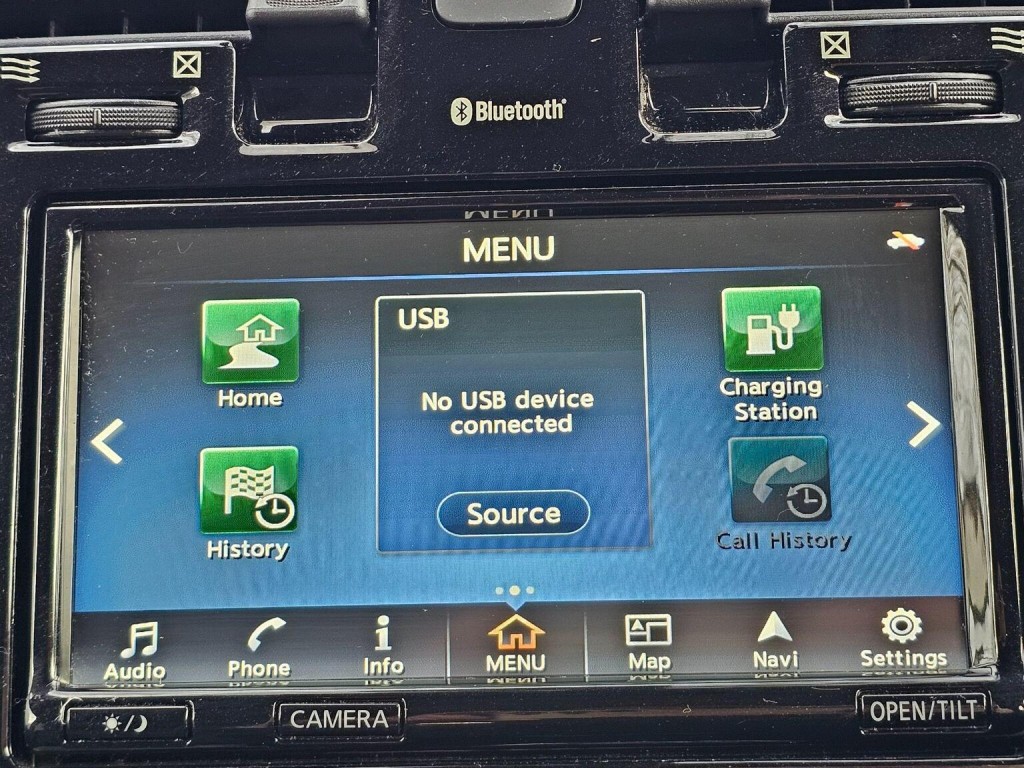 Bluetooth
MENU
USB
No USB device
connected
Source
Home
History
Charging
Station
Call History
Audio
Phone
Info
MENU
Map
Navi
Settings
CAMERA
OPEN/TILT